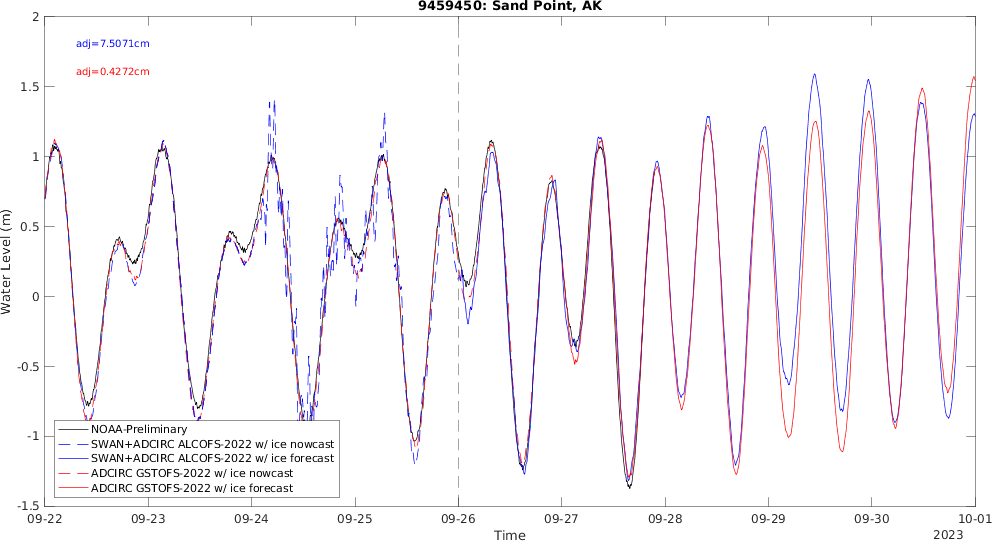 9459450: Sand Point, AK
adj=7.5071cm
adj=0.4272cm
Water Level (m)
2
1.5
1
0.5
0
-0.5
-1
-1.5
NOAA-Preliminary
SWAN+ADCIRC ALCOFS-2022 w/ ice nowcast
SWAN+ADCIRC ALCOFS-2022 w/ ice forecast
ADCIRC GSTOFS-2022 w/ ice nowcast
ADCIRC GSTOFS-2022 w/ ice forecast
09-22 09-23 09-24 09-25 09-26 09-27 09-28 09-29 09-30 10-01
Time
2023